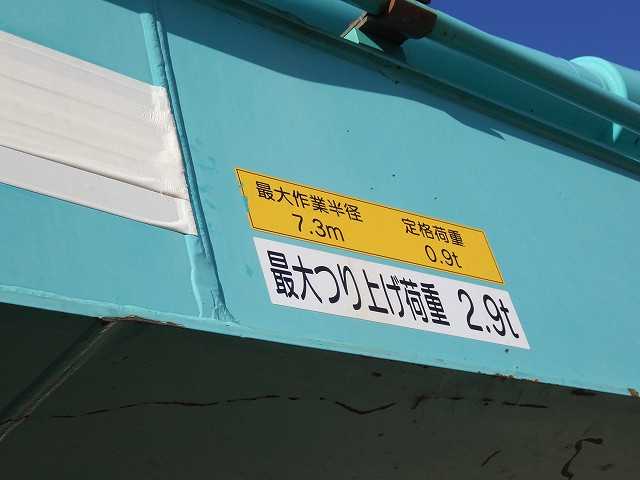 最大作業半径 定格荷重
7.3m 0.9t
最大つり上げ荷重 2.9t